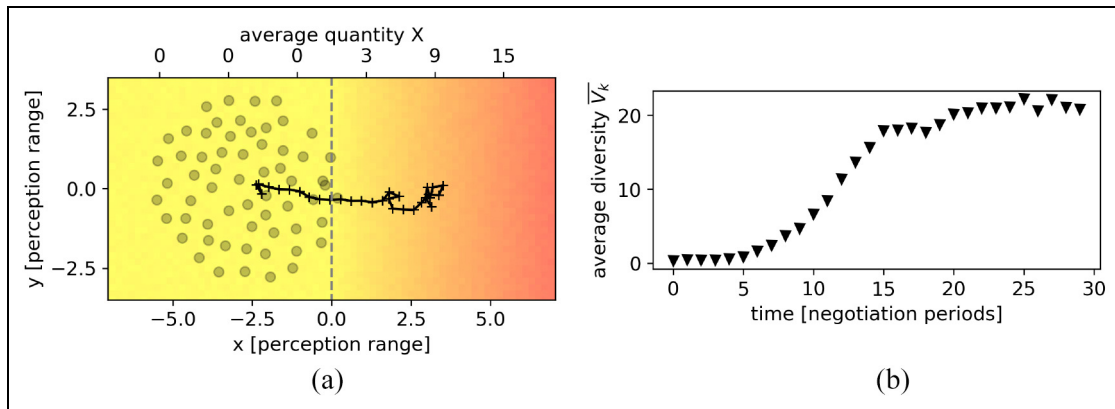 average quantity X
0 0 0 3 9 15
2.5
0.0
−2.5
y [perception range]
−5.0 −2.5 0.0 2.5 5.0
x [perception range]
(a)
average diversity V̅ₖ
20
10
0
0 5 10 15 20 25 30
time [negotiation periods]
(b)